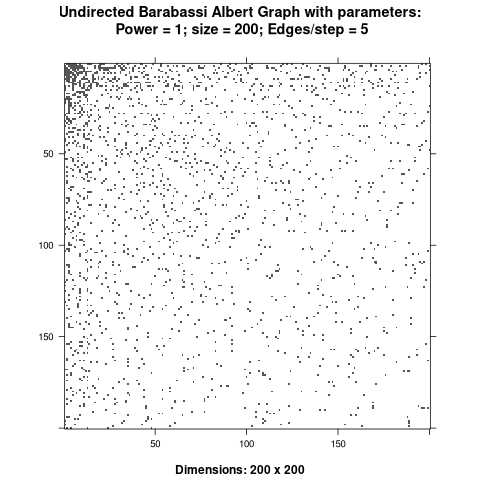 Undirected Barabassi Albert Graph with parameters:
Power = 1; size = 200; Edges/step = 5
50
100
150
50
100
150
Dimensions: 200 x 200